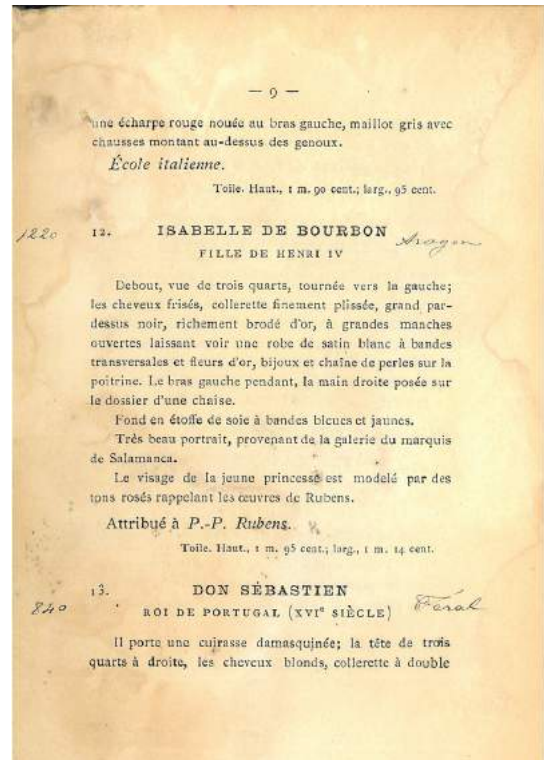 — 9 —
une écharpe rouge nouée au bras gauche, maillot gris avec
chausses montant au-dessus des genoux.
École italienne.
Toile. Haut., 1 m. 90 cent.; larg., 95 cent.
1220 12. ISABELLE DE BOURBON Aragon
FILLE DE HENRI IV
Debout, vue de trois quarts, tournée vers la gauche;
les cheveux frisés, collerette finement plissée, grand par-
dessus noir, richement brodé d'or, à grandes manches
ouvertes laissant voir une robe de satin blanc à bandes
transversales et fleurs d'or, bijoux et chaîne de perles sur la
poitrine. Le bras gauche pendant, la main droite posée sur
le dossier d'une chaise.
Fond en étoffe de soie à bandes bleues et jaunes.
Très beau portrait, provenant de la galerie du marquis
de Salamanca.
Le visage de la jeune princesse est modelé par des
tons rosés rappelant les œuvres de Rubens.
Attribué à P.-P. Rubens.
Toile. Haut., 1 m. 95 cent.; larg., 1 m. 14 cent.
840 13. DON SÉBASTIEN Féral
ROI DE PORTUGAL (XVIe SIÈCLE)
Il porte une cuirasse damasquinée; la tête de trois
quarts à droite, les cheveux blonds, collerette à double